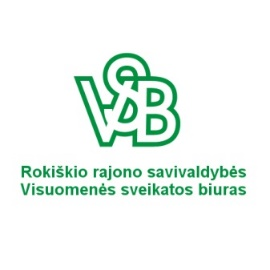 VSB
Rokiškio rajono savivaldybės
Visuomenės sveikatos biuras